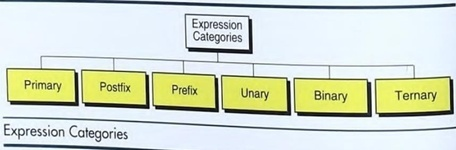 Expression
Categories
Primary Postfix Prefix Unary Binary Ternary
Expression Categories